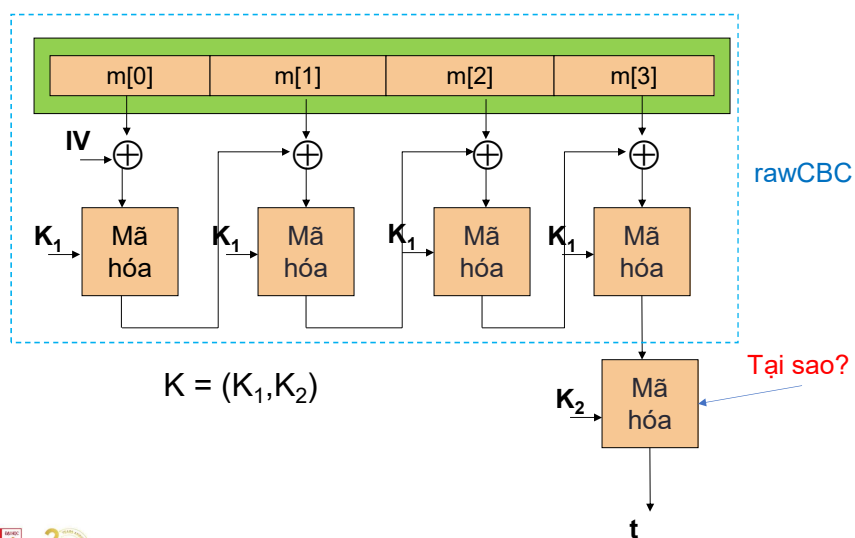 m[0] m[1] m[2] m[3]
IV
rawCBC
K₁ Mã hóa K₁ Mã hóa K₁ Mã hóa K₁ Mã hóa
K = (K₁,K₂)
Tại sao?
K₂ Mã hóa
t